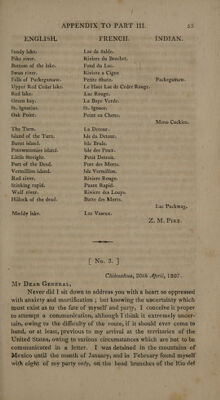 APPENDIX TO PART III. 55
ENGLISH. FRENCH. INDIAN.
Sandy lake. Lac du Sable.
Pike river. Riviere du Brochet.
Bottom of the lake. Fond du Lac.
Swan river. Riviere a Cigne
Falls of Packegamaw. Petite chute. Packegamaw.
Upper Red Cedar lake. Le Haut Lac de Cedre Rouge.
Red lake. Lac Rouge.
Green bay. La Baye Verde.
St. Ignatius. St. Ignace.
Oak Point. Point au Chene.
Meno Cockien.
The Turn. La Detour.
Island of the Turn. Isle du Detour.
Burnt island. Isle Brule.
Potowatomies island. Isle des Poux.
Little Streight. Petit Detroit.
Port of the Dead. Port des Morts.
Vermillion island. Isle Vermillion.
Red river. Riviere Rouge.
Stinking rapid. Puant Rapid.
Wolf river. Riviere des Loups.
Hillock of the dead. Butte des Morts.
Luc Puckway.
Muddy lake. Lac Vaseux.
Z. M. PIKE.
[ No. 3. ]
Chihuahua, 20th April, 1807.
MY DEAR GENERAL,
Never did I sit down to address you with a heart so oppressed
with anxiety and mortification; but knowing the uncertainty which
must exist as to the fate of myself and party, I conceive it proper
to attempt a communication, although I think it extremely uncer-
tain, owing to the difficulty of the route, if it should ever come to
hand, or at least, previous to my arrival at the territories of the
United States, owing to various circumstances which are not to be
communicated in a letter. I was detained in the mountains of
Mexico until the month of January, and in February found myself
with eight of my party only, on the head branches of the Rio del